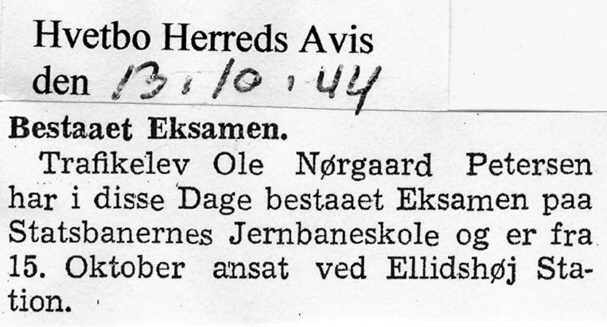 Hvetbo Herreds Avis
den 13.10.44
Bestaaet Eksamen.
Trafikelev Ole Nørgaard Petersen
har i disse Dage bestaaet Eksamen paa
Statsbanernes Jernbaneskole og er fra
15. Oktober ansat ved Ellidshøj Sta-
tion.